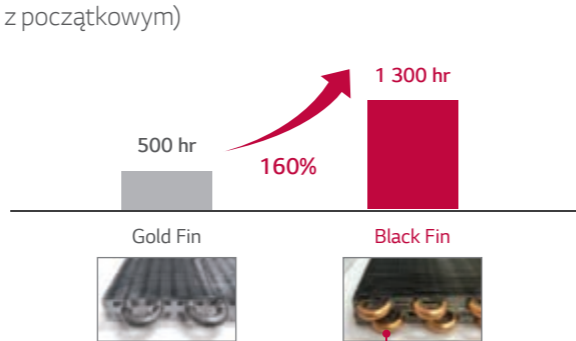 z początkowym)
1 300 hr
500 hr
160%
Gold Fin
Black Fin